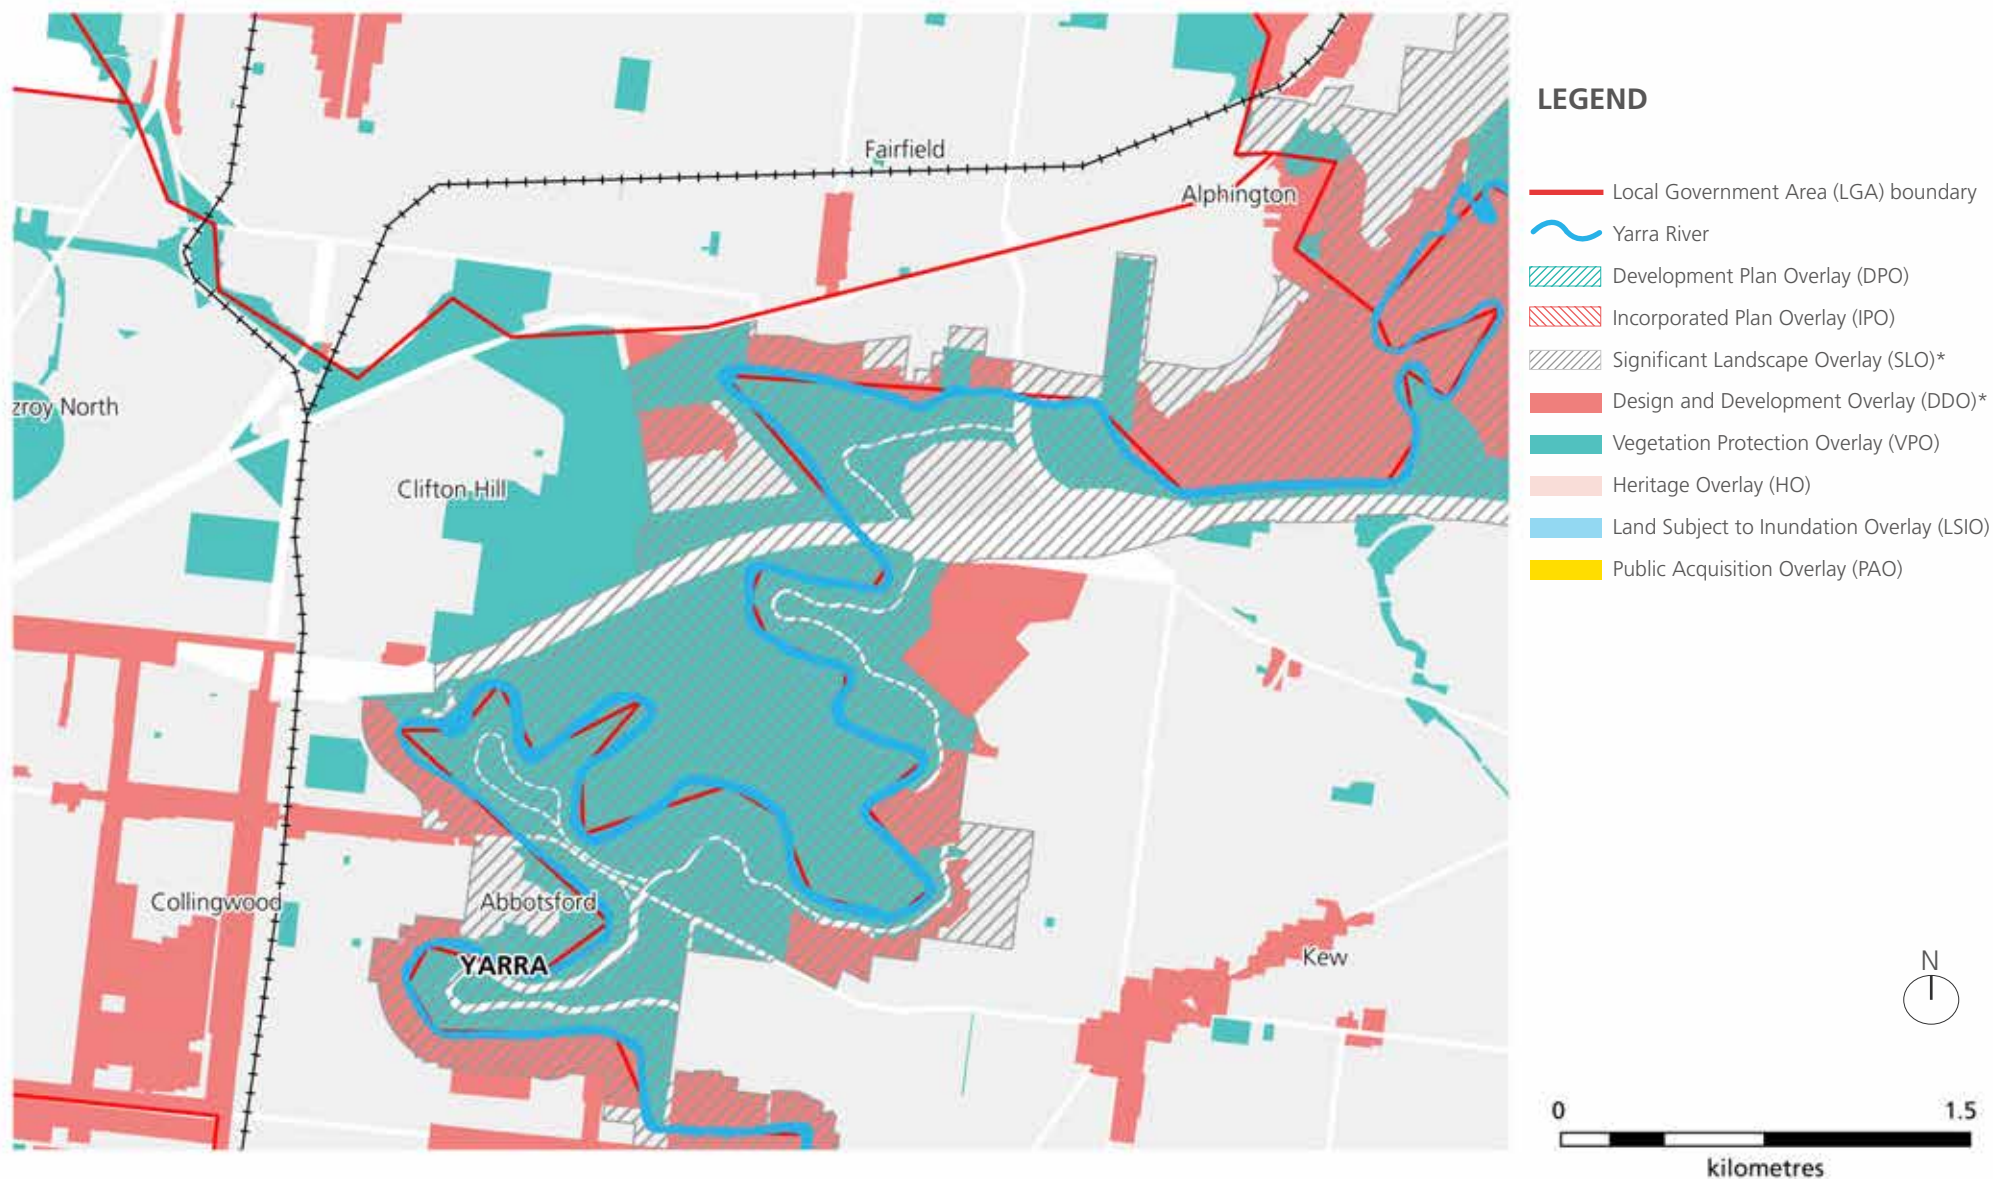 LEGEND
Local Government Area (LGA) boundary
Yarra River
Development Plan Overlay (DPO)
Incorporated Plan Overlay (IPO)
Significant Landscape Overlay (SLO)*
Design and Development Overlay (DDO)*
Vegetation Protection Overlay (VPO)
Heritage Overlay (HO)
Land Subject to Inundation Overlay (LSIO)
Public Acquisition Overlay (PAO)
Fairfield
Alphington
zroy North
Clifton Hill
Collingwood
Abbotsford
YARRA
Kew
N
0 1.5
kilometres